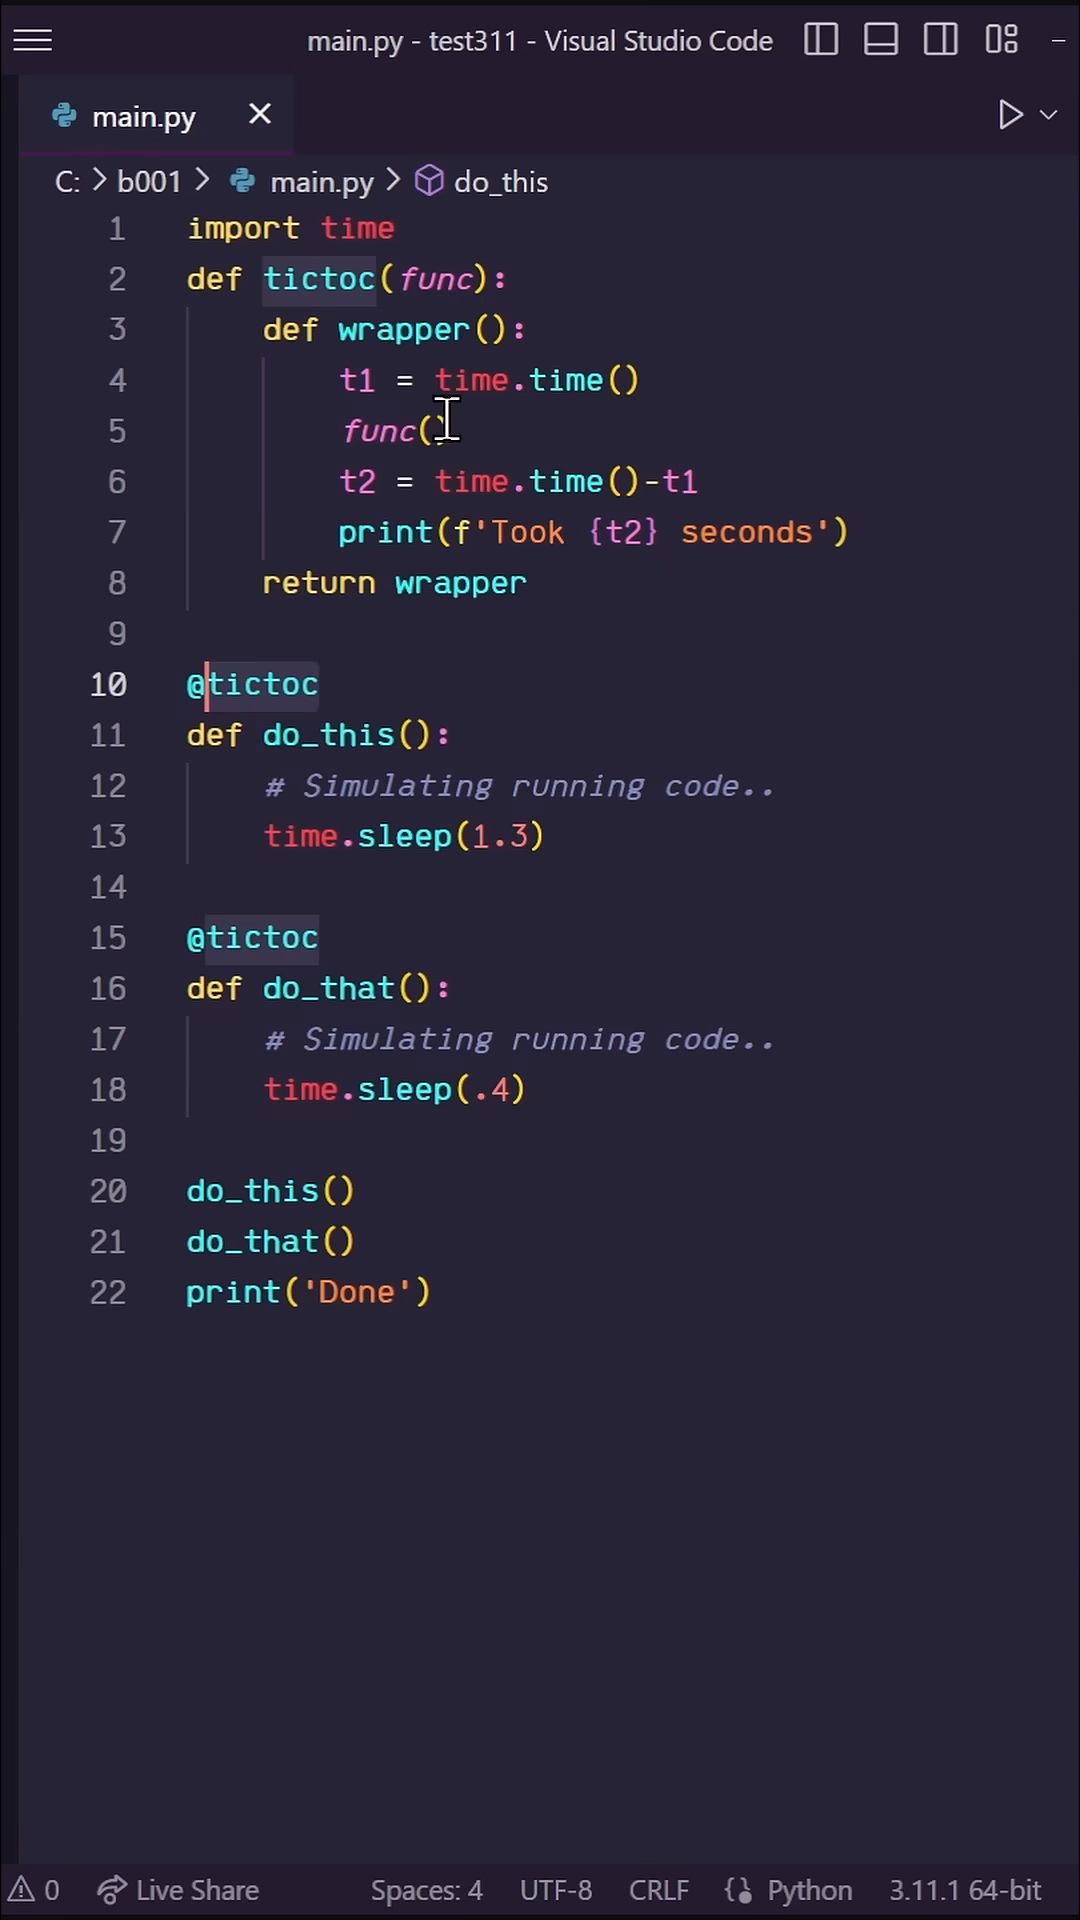 main.py - test311 - Visual Studio Code
main.py
C: > b001 > main.py > do_this
1 import time
2 def tictoc(func):
3     def wrapper():
4         t1 = time.time()
5         func()
6         t2 = time.time()-t1
7         print(f'Took {t2} seconds')
8     return wrapper
9
10 @tictoc
11 def do_this():
12     # Simulating running code..
13     time.sleep(1.3)
14
15 @tictoc
16 def do_that():
17     # Simulating running code..
18     time.sleep(.4)
19
20 do_this()
21 do_that()
22 print('Done')
0 Live Share Spaces: 4 UTF-8 CRLF Python 3.11.1 64-bit